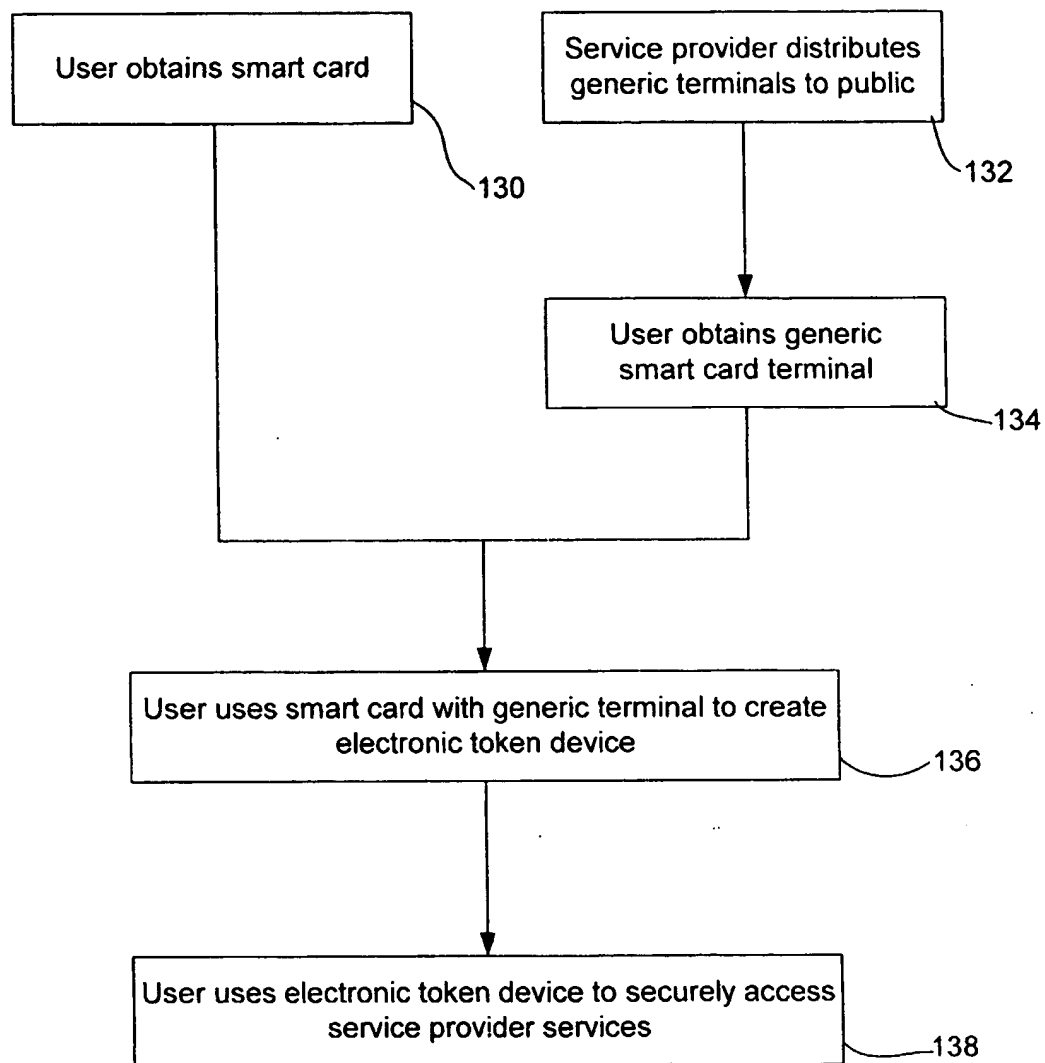 User obtains smart card
130
Service provider distributes
generic terminals to public
132
User obtains generic
smart card terminal
134
User uses smart card with generic terminal to create
electronic token device
136
User uses electronic token device to securely access
service provider services
138